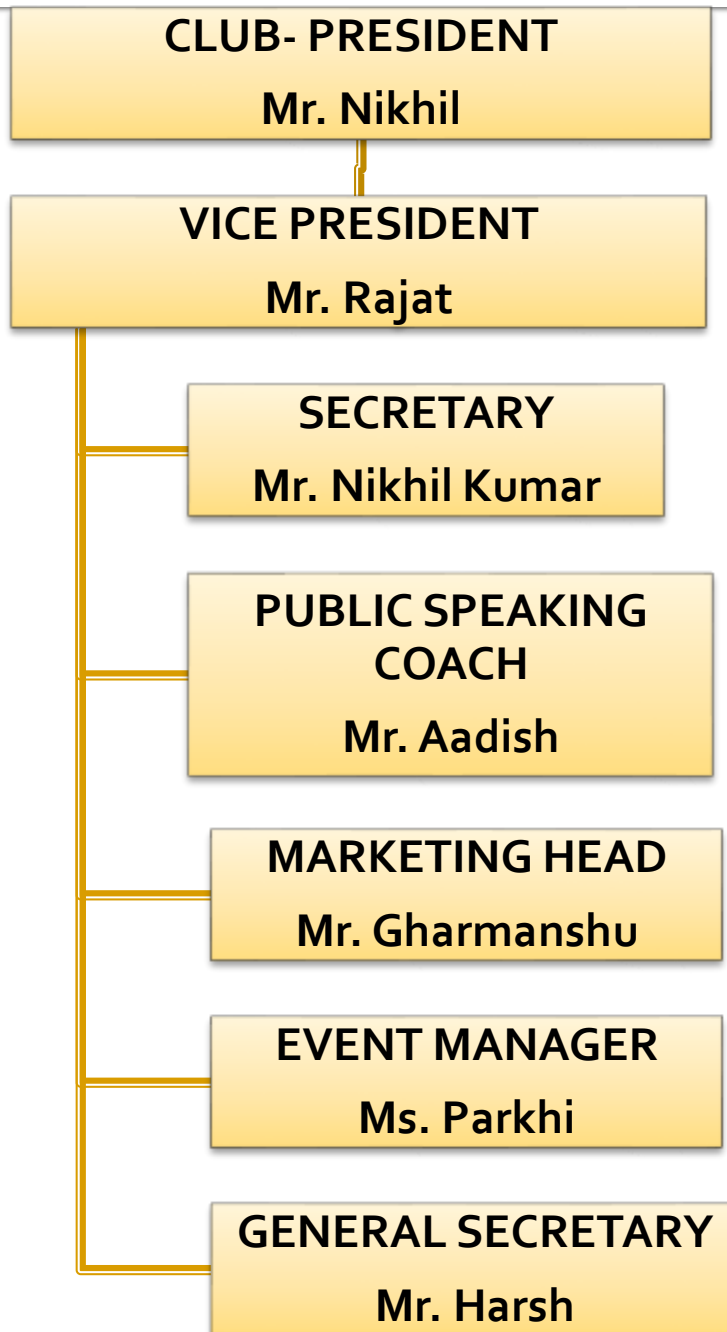 CLUB- PRESIDENT
Mr. Nikhil
VICE PRESIDENT
Mr. Rajat
SECRETARY
Mr. Nikhil Kumar
PUBLIC SPEAKING
COACH
Mr. Aadish
MARKETING HEAD
Mr. Gharmanshu
EVENT MANAGER
Ms. Parkhi
GENERAL SECRETARY
Mr. Harsh